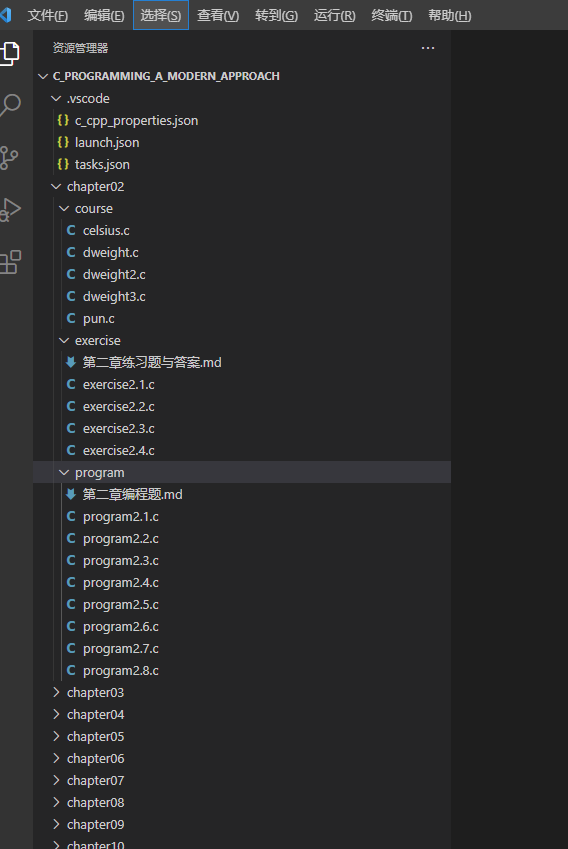 文件(F) 编辑(E) 选择(S) 查看(V) 转到(G) 运行(R) 终端(T) 帮助(H)
资源管理器 ···
C_PROGRAMMING_A_MODERN_APPROACH
.vscode
{} c_cpp_properties.json
{} launch.json
{} tasks.json
chapter02
course
C celsius.c
C dweight.c
C dweight2.c
C dweight3.c
C pun.c
exercise
第二章练习题与答案.md
C exercise2.1.c
C exercise2.2.c
C exercise2.3.c
C exercise2.4.c
program
第二章编程题.md
C program2.1.c
C program2.2.c
C program2.3.c
C program2.4.c
C program2.5.c
C program2.6.c
C program2.7.c
C program2.8.c
chapter03
chapter04
chapter05
chapter06
chapter07
chapter08
chapter09
chapter10